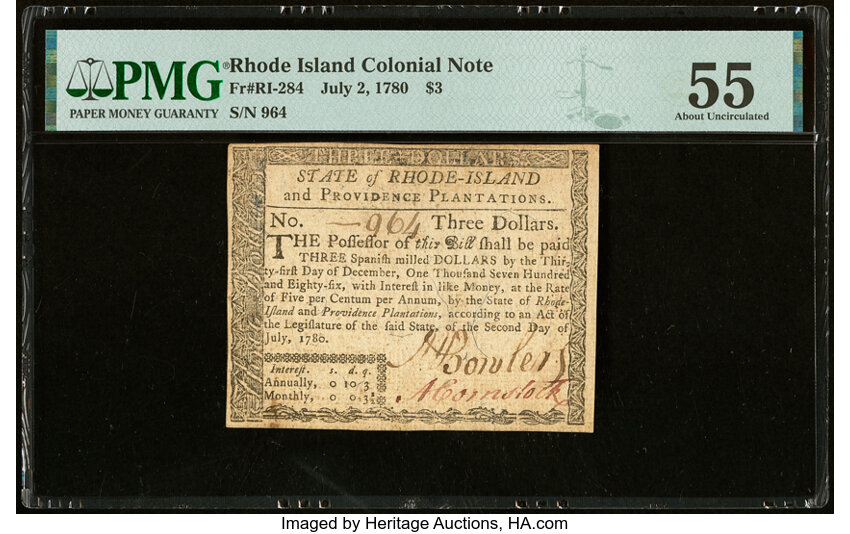 PMG® Rhode Island Colonial Note
Fr#RI-284 July 2, 1780 $3
PAPER MONEY GUARANTY S/N 964
55
About Uncirculated
THREE DOLLARS
STATE of RHODE-ISLAND
and PROVIDENCE PLANTATIONS.
No. 964 Three Dollars.
THE Poſſeſſor of this Bill ſhall be paid
THREE Spaniſh milled DOLLARS by the Thir-
ty-firſt Day of December, One Thouſand Seven Hundred
and Eighty-ſix, with Intereſt in like Money, at the Rate
of Five per Centum per Annum, by the State of Rhode-
Iſland and Providence Plantations, according to an Act of
the Legiſlature of the ſaid State, of the Second Day of
July, 1780.
Intereſt. s. d. q.
Annually, 0 10 3
Monthly, 0 0 3½
Bowlers
A Comstock
Imaged by Heritage Auctions, HA.com